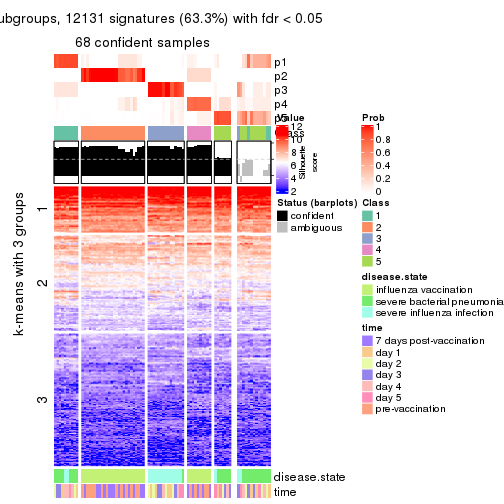 ubgroups, 12131 signatures (63.3%) with fdr < 0.05
68 confident samples
p1
p2
p3
p4
Class
Value
12
10
8
6
4
2
Silhouette
score
Prob
1
0.8
0.6
0.4
0.2
0
Status (barplots)
confident
ambiguous
Class
1
2
3
4
5
disease.state
influenza vaccination
severe bacterial pneumonia
severe influenza infection
time
7 days post-vaccination
day 1
day 2
day 3
day 4
day 5
pre-vaccination
k-means with 3 groups
1
2
3
disease.state
time